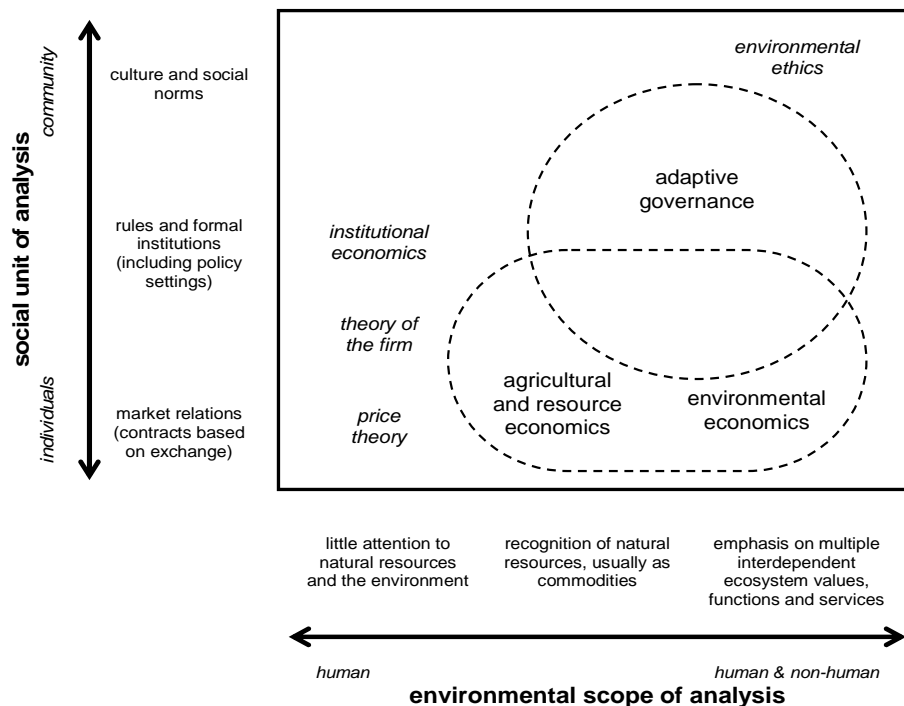 social unit of analysis
community
individuals
culture and social
norms
rules and formal
institutions
(including policy
settings)
market relations
(contracts based
on exchange)
environmental
ethics
adaptive
governance
institutional
economics
theory of
the firm
price
theory
agricultural
and resource
economics
environmental
economics
little attention to
natural resources
and the environment
recognition of natural
resources, usually as
commodities
emphasis on multiple
interdependent
ecosystem values,
functions and services
human
human & non-human
environmental scope of analysis